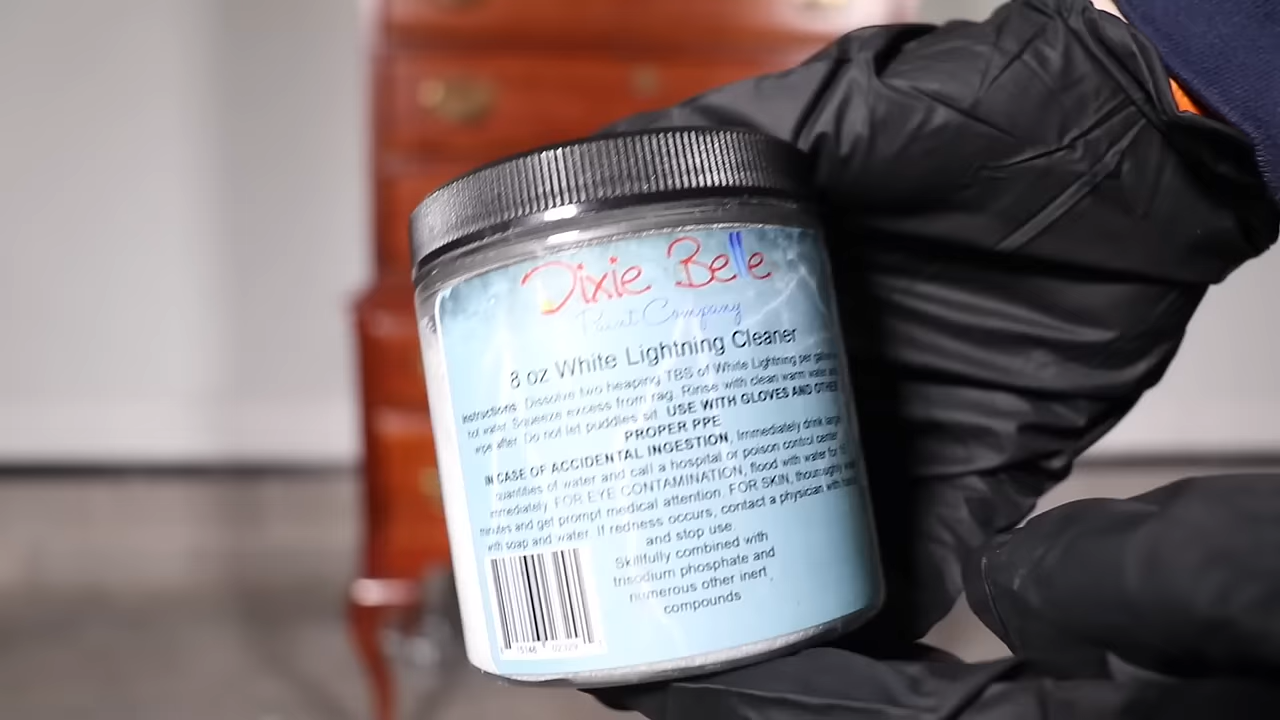 Dixie Belle
Paint Company
8 oz White Lightning Cleaner
Instructions: Dissolve two heaping TBS of White Lightning per
hot water. Squeeze excess from rag. Rinse with clean warm water
wipe after. Do not let puddles sit. USE WITH GLOVES AND OTHER
PROPER PPE
IN CASE OF ACCIDENTAL INGESTION, Immediately drink large
quantities of water and call a hospital or poison control center
immediately. FOR EYE CONTAMINATION, flood with water for 15
minutes and get prompt medical attention. FOR SKIN, thouroughly
with soap and water. If redness occurs, contact a physician with
and stop use.
Skillfully combined with
trisodium phosphate and
numerous other inert
compounds